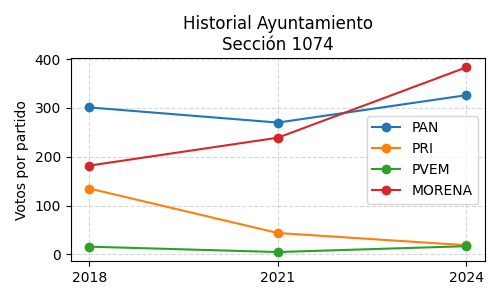 Historial Ayuntamiento
Sección 1074
Votos por partido
400
300
200
100
0
2018
2021
2024
PAN
PRI
PVEM
MORENA